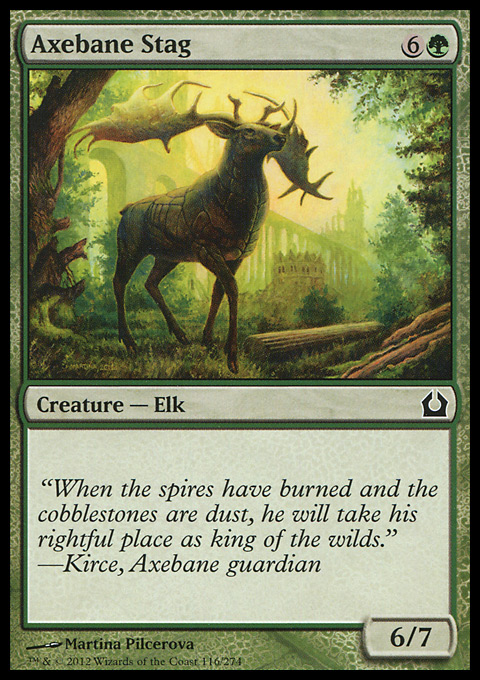 Axebane Stag
6
Creature — Elk
“When the spires have burned and the
cobblestones are dust, he will take his
rightful place as king of the wilds.”
—Kirce, Axebane guardian
6/7
Martina Pilcerova
™ & © 2012 Wizards of the Coast 116/274